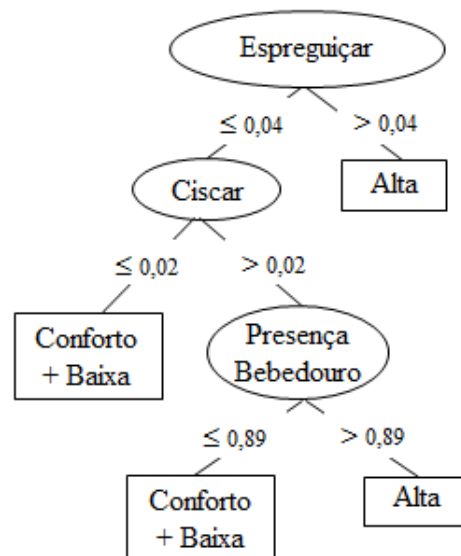 Espreguiçar
≤ 0,04
> 0,04
Ciscar
Alta
≤ 0,02
> 0,02
Conforto
+ Baixa
Presença
Bebedouro
≤ 0,89
> 0,89
Conforto
+ Baixa
Alta